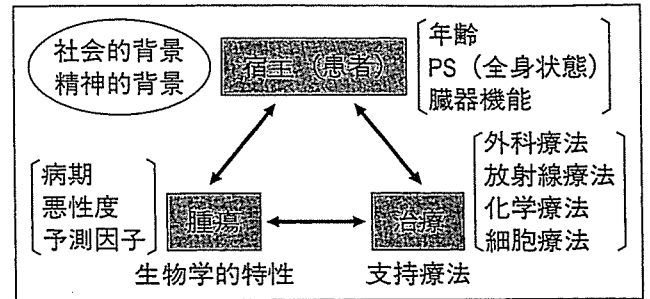 社会的背景
精神的背景
宿主（患者）
年齢
PS（全身状態）
臓器機能
病期
悪性度
予測因子
腫瘍
治療
外科療法
放射線療法
化学療法
細胞療法
生物学的特性
支持療法